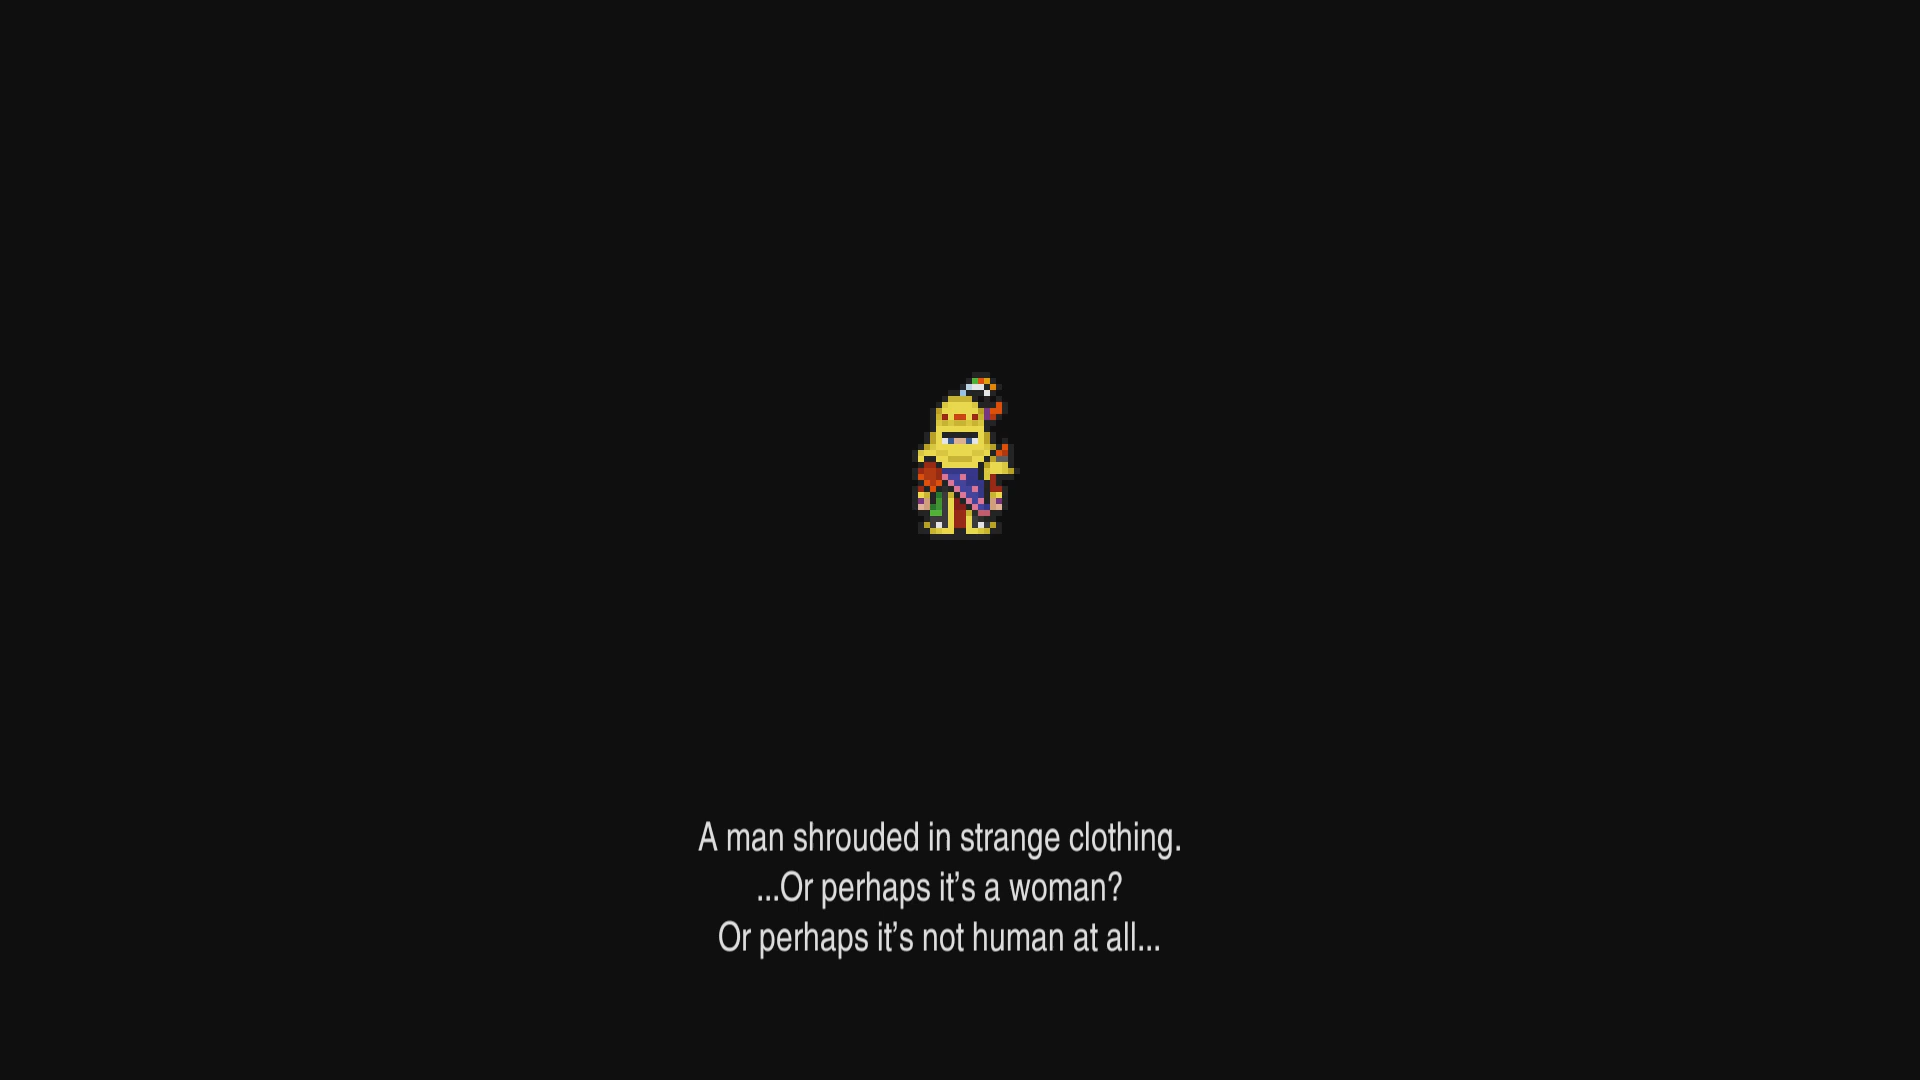 A man shrouded in strange clothing.
...Or perhaps it’s a woman?
Or perhaps it’s not human at all...